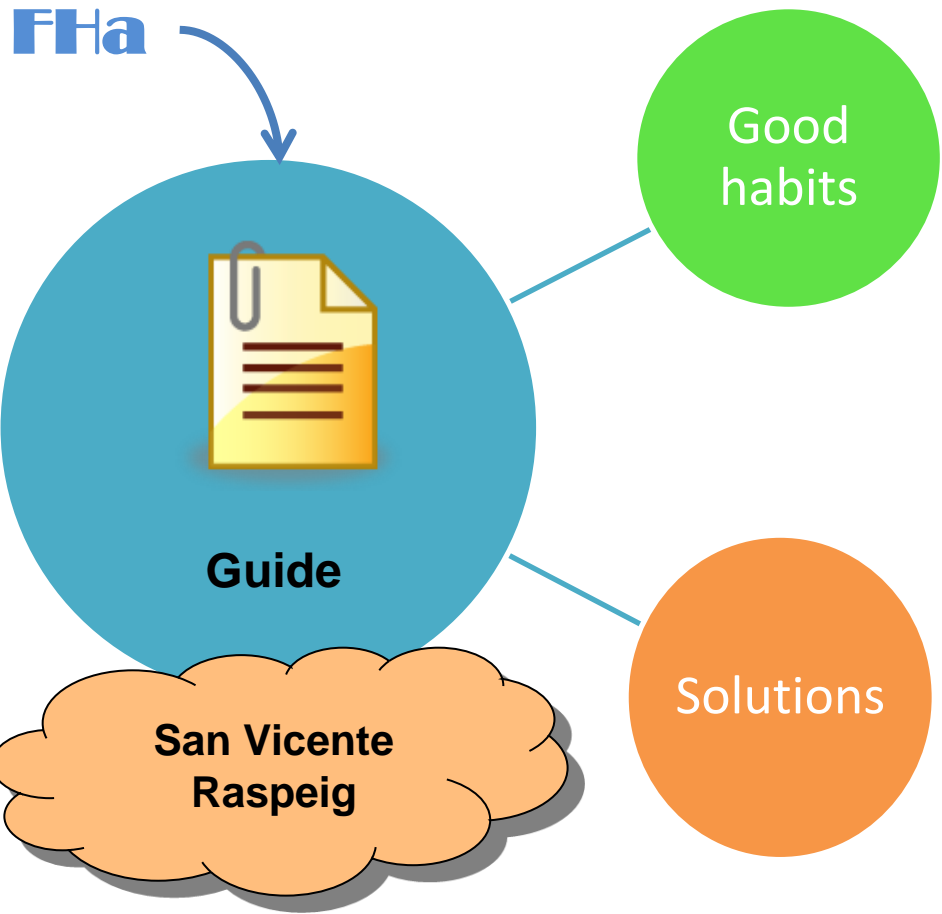 FHa
Good
habits
Guide
Solutions
San Vicente
Raspeig